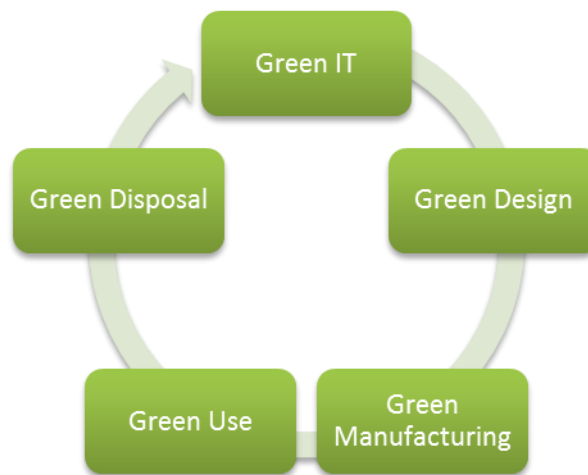 Green IT
Green Design
Green
Manufacturing
Green Use
Green Disposal